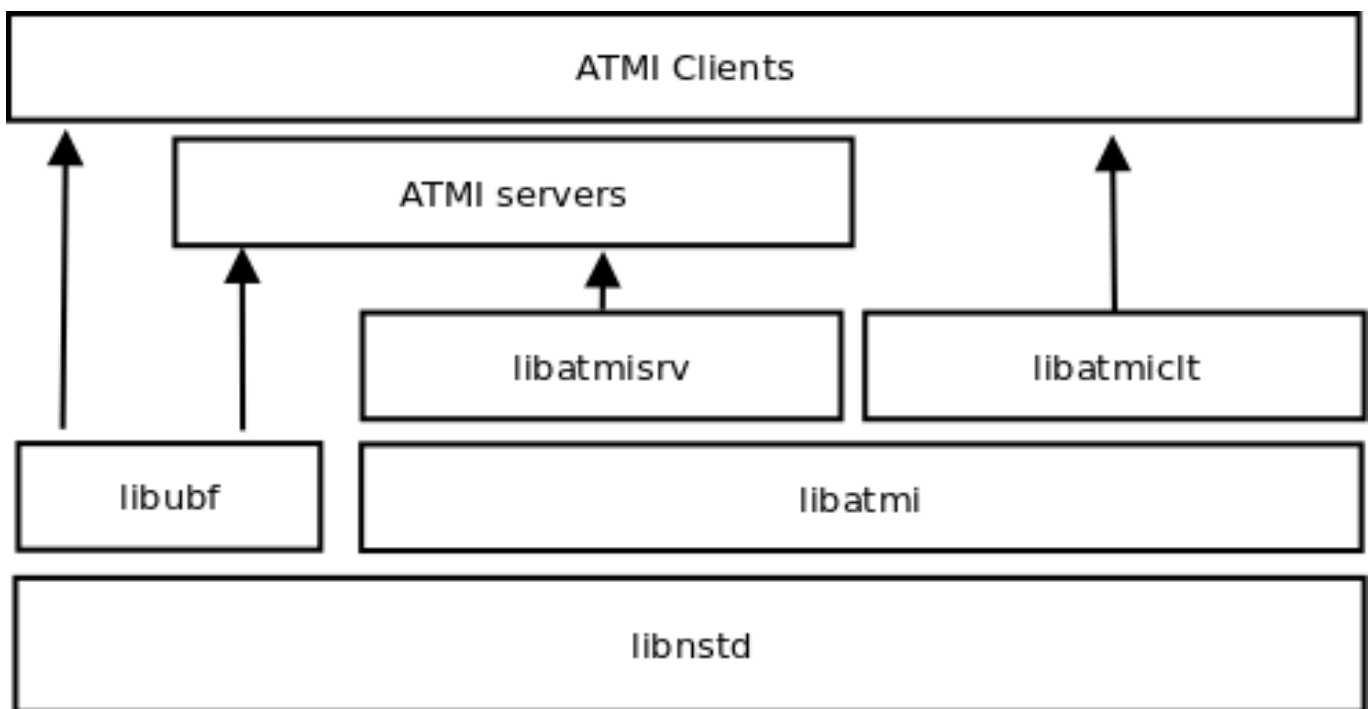 ATMI Clients
ATMI servers
libatmisrv
libatmiclt
libubf
libatmi
libnstd